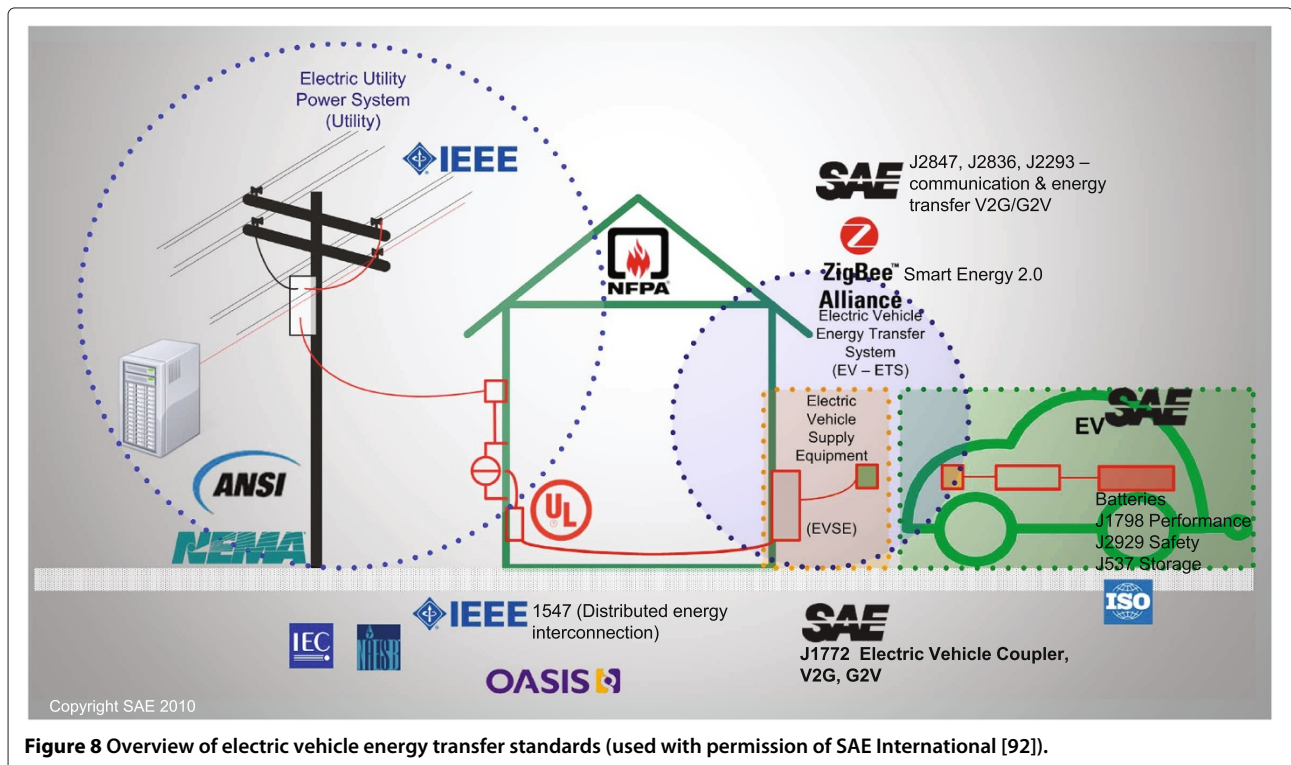 Electric Utility
Power System
(Utility)
IEEE
SAE
J2847, J2836, J2293 –
communication & energy
transfer V2G/G2V
NFPA®
Z
ZigBee™
Alliance
Smart Energy 2.0
Electric Vehicle
Energy Transfer
System
(EV – ETS)
Electric
Vehicle
Supply
Equipment
(EVSE)
EV
SAE
Batteries
J1798 Performance
J2929 Safety
J537 Storage
ISO
ANSI
NEMA
UL
®
IEEE
1547 (Distributed energy
interconnection)
IEC
NAESB
OASIS
SAE
J1772 Electric Vehicle Coupler,
V2G, G2V
Copyright SAE 2010
Figure 8 Overview of electric vehicle energy transfer standards (used with permission of SAE International [92]).